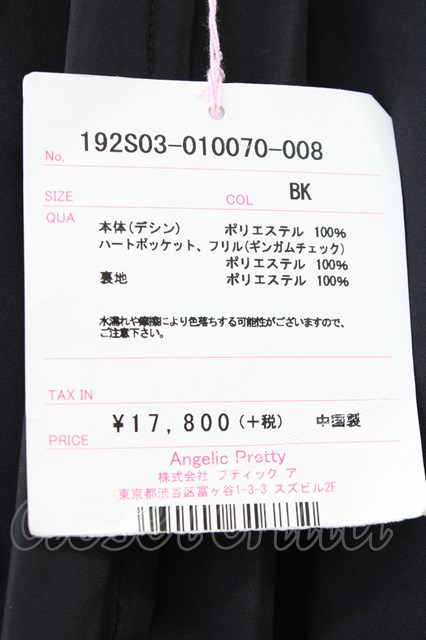 No. 192S03-010070-008
SIZE COL BK
QUA 本体(デシン) ポリエステル 100%
ハートポッケット、フリル(ギンガムチェック)
ポリエステル 100%
裏地 ポリエステル 100%
水濡れや摩擦により色落ちする可能性がございますので、
ご注意下さい。
TAX IN
PRICE ¥17,800(+税) 中国製
Angelic Pretty
株式会社 ブティック ア
東京都渋谷区富ヶ谷1-3-3 スズビル2F